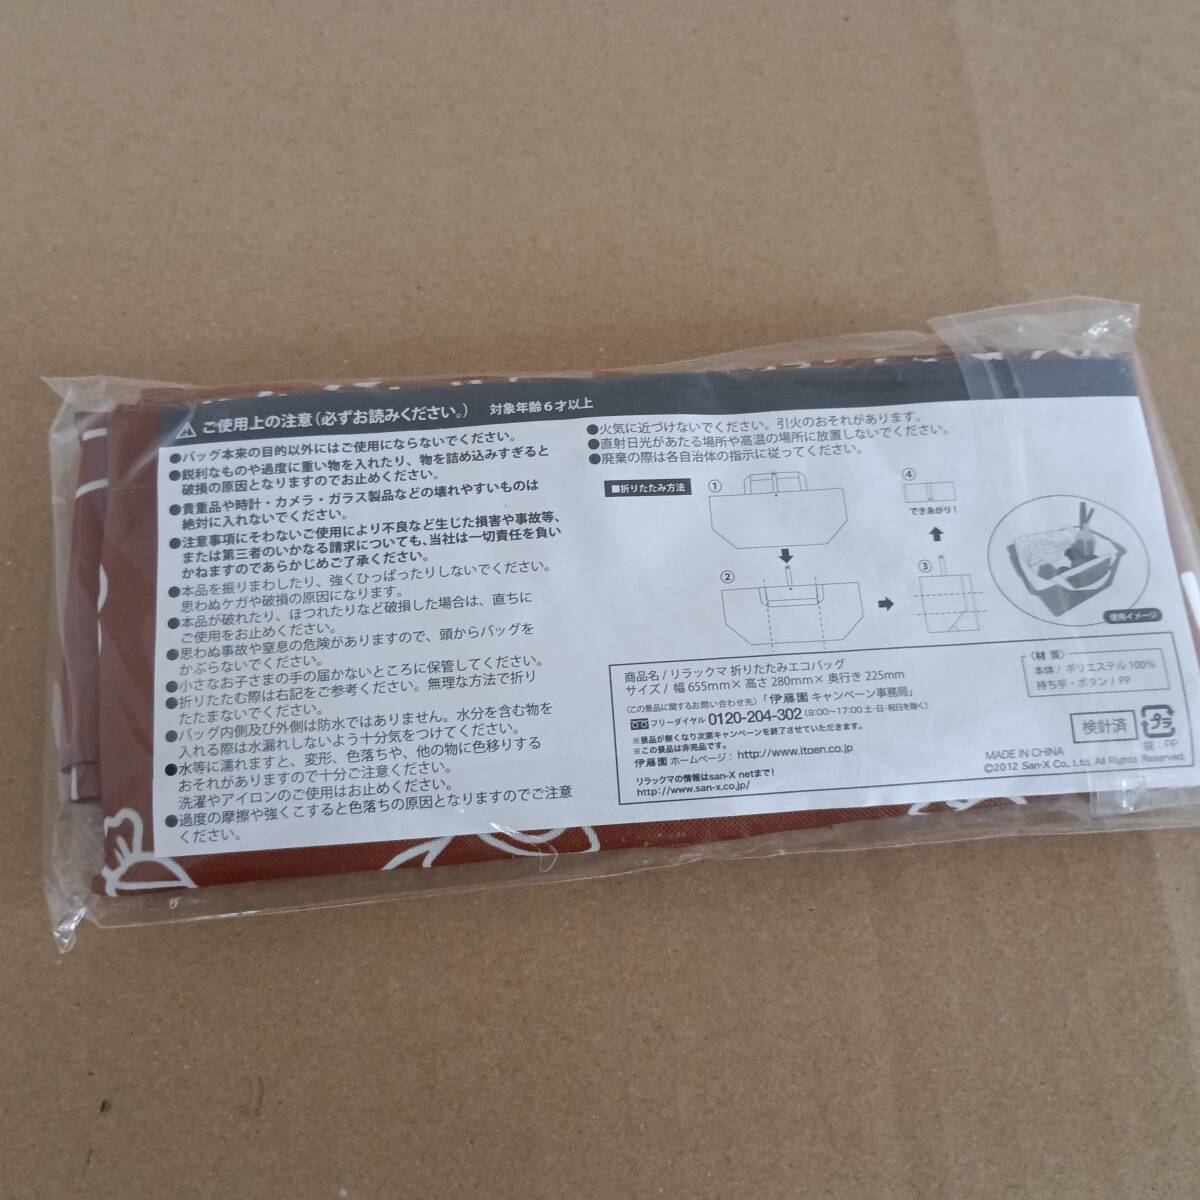 ご使用上の注意(必ずお読みください。) 対象年齢6才以上
●バッグ本来の目的以外にはご使用にならないでください。
●鋭利なものや過度に重い物を入れたり、物を詰め込みすぎると
破損の原因となりますのでお止めください。
●貴重品や時計・カメラ・ガラス製品などの壊れやすいものは
絶対に入れないでください。
●注意事項にそわないご使用により不良など生じた損害や事故等、
または第三者のいかなる請求についても、当社は一切責任を負い
かねますのであらかじめご了承ください。
●本品を振りまわしたり、強くひっぱったりしないでください。
思わぬケガや破損の原因になります。
●本品が破れたり、ほつれたりなど破損した場合は、直ちに
ご使用をお止めください。
●思わぬ事故や窒息の危険がありますので、頭からバッグを
かぶらないでください。
●小さなお子さまの手の届かないところに保管してください。
●折りたたむ際は右記をご参考ください。無理な方法で折り
たたまないでください。
●バッグ内側及び外側は防水ではありません。水分を含む物を
入れる際は水漏れしないよう十分気をつけてください。
●水等に濡れますと、変形、色落ちや、他の物に色移りする
おそれがありますので十分ご注意ください。
洗濯やアイロンのご使用はお止めください。
●過度の摩擦や強くこすると色落ちの原因となりますのでご注意
ください。
●火気に近づけないでください。引火のおそれがあります。
●直射日光があたる場所や高温の場所に放置しないでください。
●廃棄の際は各自治体の指示に従ってください。
■折りたたみ方法
①
②
③
④
できあがり!
使用イメージ
商品名/リラックマ 折りたたみエコバッグ
サイズ/幅655mm×高さ280mm×奥行き225mm
〈この景品に関するお問い合わせ先〉「伊藤園 キャンペーン事務局」
フリーダイヤル 0120-204-302 (9:00〜17:00 土・日・祝日を除く)
※景品が無くなり次第キャンペーンを終了させていただきます。
※この景品は非売品です。
伊藤園 ホームページ:http://www.itoen.co.jp
リラックマの情報はsan-X netまで!
http://www.san-x.co.jp/
〈材質〉
本体/ポリエステル100%
持ち手・ボタン/PP
検針済
プラ
袋:PP
MADE IN CHINA
©2012 San-X Co., Ltd. All Rights Reserved.